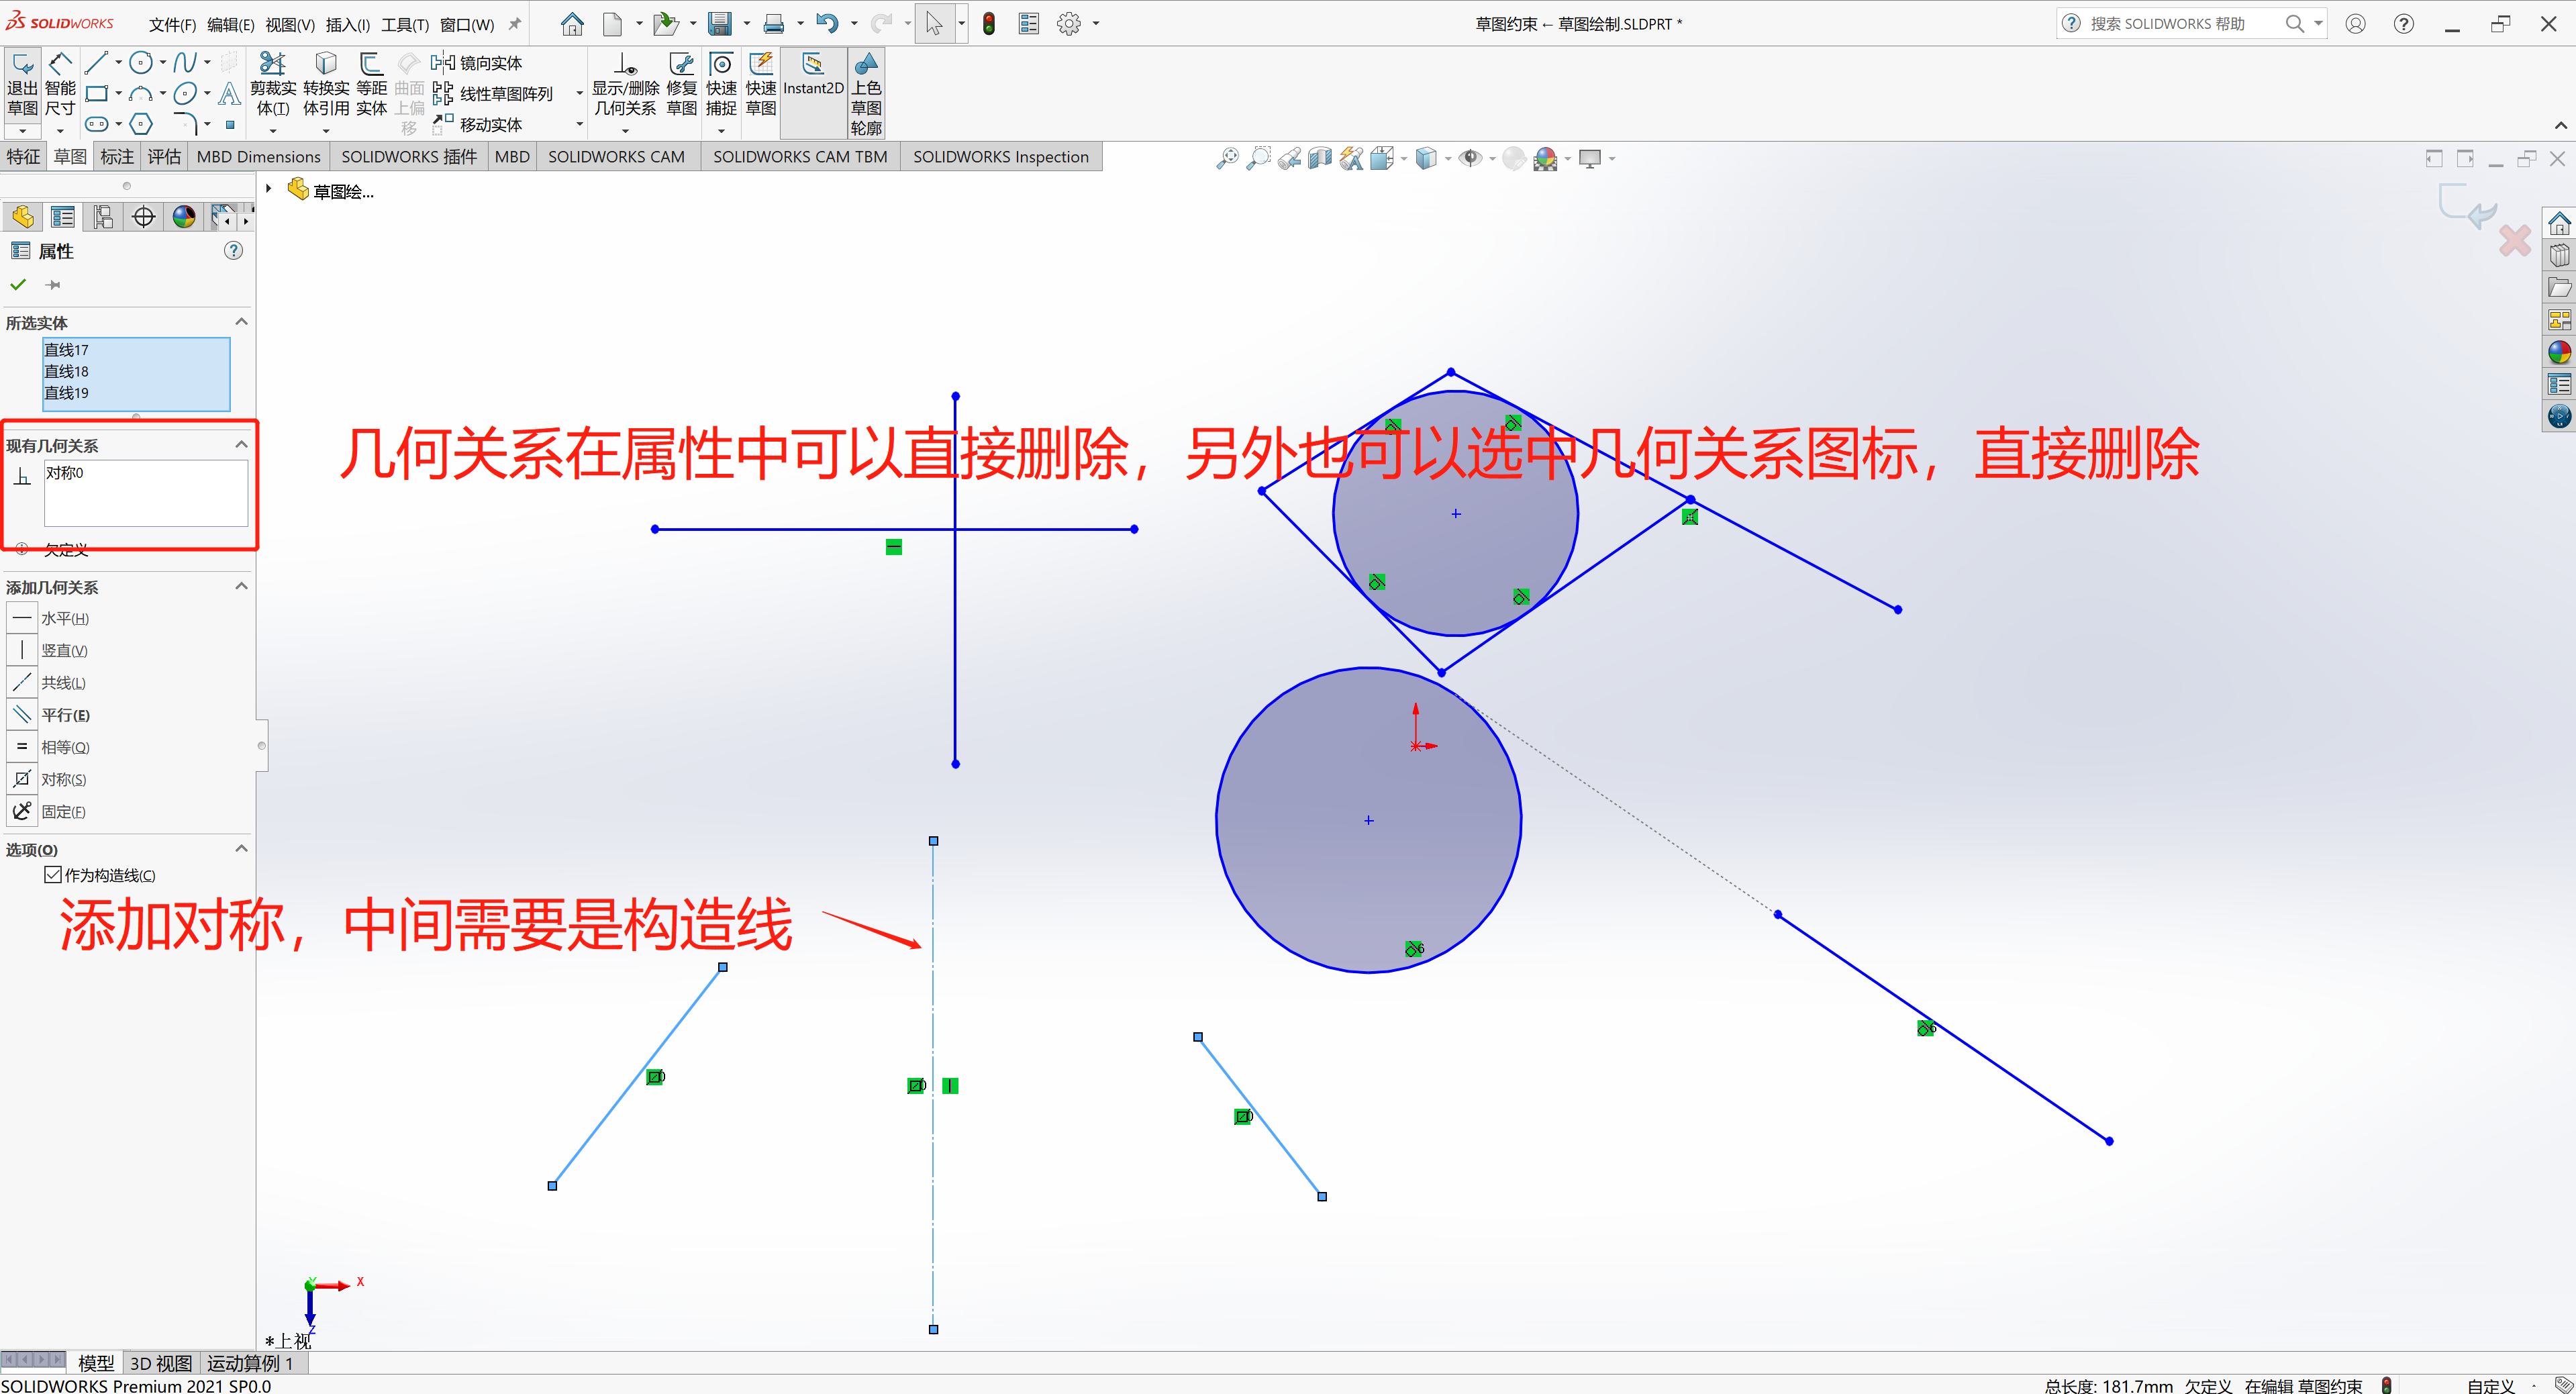 SOLIDWORKS 文件(F) 编辑(E) 视图(V) 插入(I) 工具(T) 窗口(W) 草图约束 ← 草图绘制.SLDPRT * 搜索 SOLIDWORKS 帮助
退出草图
智能尺寸
剪裁实体(T)
转换实体引用
等距实体
曲面上偏移
镜向实体
线性草图阵列
移动实体
显示/删除几何关系
修复草图
快速捕捉
快速草图
Instant2D
上色草图轮廓
特征 草图 标注 评估 MBD Dimensions SOLIDWORKS 插件 MBD SOLIDWORKS CAM SOLIDWORKS CAM TBM SOLIDWORKS Inspection
草图绘...
属性
所选实体
直线17
直线18
直线19
现有几何关系
对称0
欠定义
几何关系在属性中可以直接删除，另外也可以选中几何关系图标，直接删除
添加几何关系
水平(H)
竖直(V)
共线(L)
平行(E)
相等(Q)
对称(S)
固定(F)
选项(O)
作为构造线(C)
添加对称，中间需要是构造线
6
0
0
0
6
X
Y
Z
*上视
模型 3D 视图 运动算例 1
SOLIDWORKS Premium 2021 SP0.0 总长度: 181.7mm 欠定义 在编辑 草图约束 自定义